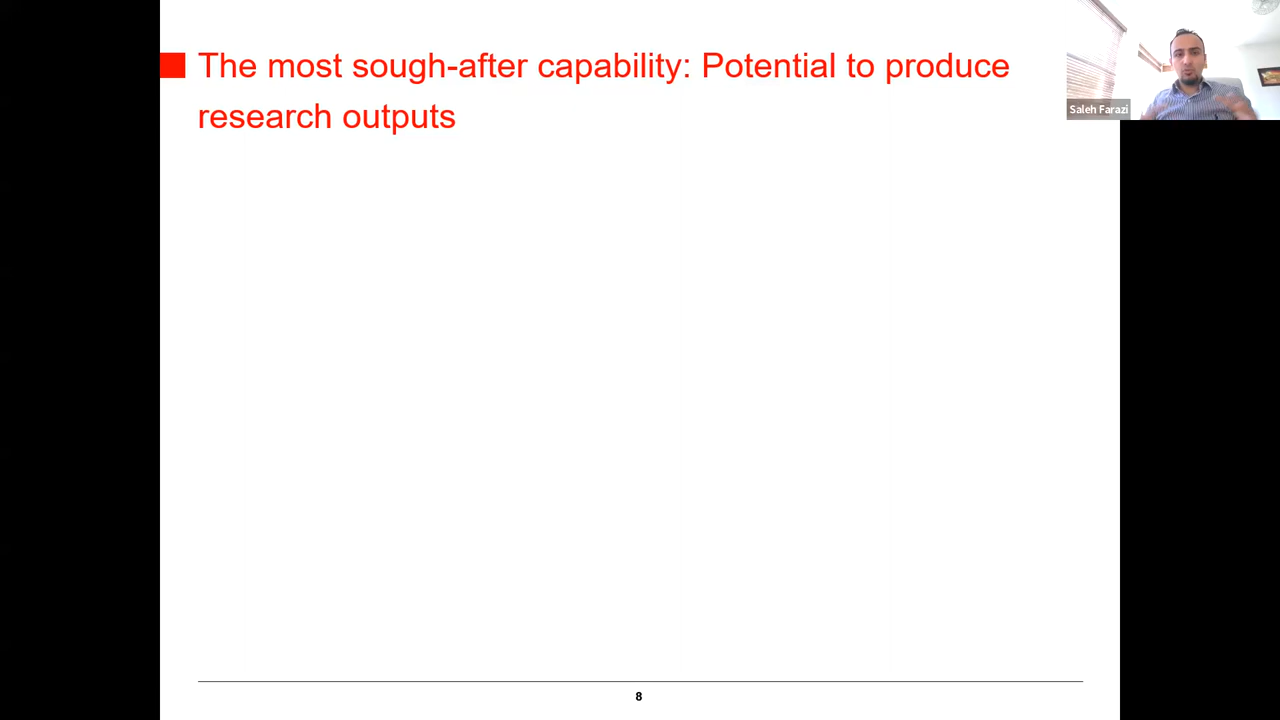 The most sough-after capability: Potential to produce
research outputs
Saleh Farazi
8